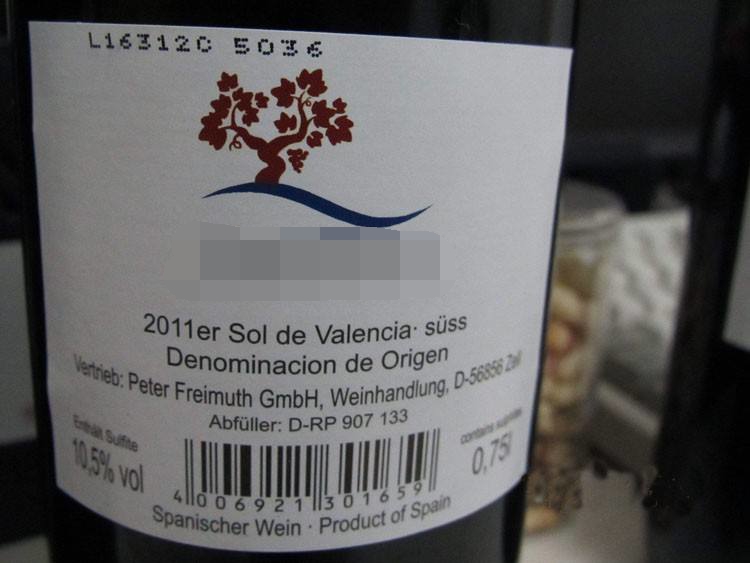 L16312C 5036
2011er Sol de Valencia· süss
Denominacion de Origen
Vertrieb: Peter Freimuth GmbH, Weinhandlung, D-56856 Zell
Abfüller: D-RP 907 133
Enthält Sulfite
10,5% vol
contains sulphites
0,75l
4 006921 301659
Spanischer Wein · Product of Spain